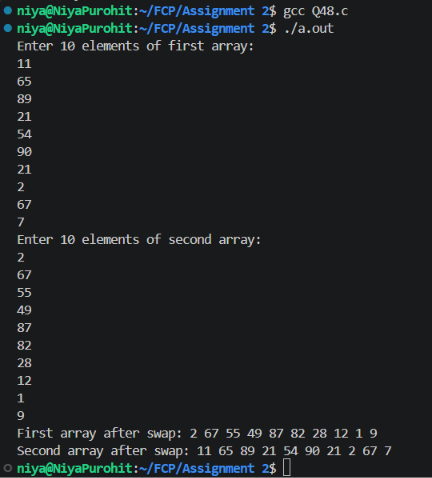 niya@NiyaPurohit:~/FCP/Assignment 2$ gcc Q48.c
niya@NiyaPurohit:~/FCP/Assignment 2$ ./a.out
Enter 10 elements of first array:
11
65
89
21
54
90
21
2
67
7
Enter 10 elements of second array:
2
67
55
49
87
82
28
12
1
9
First array after swap: 2 67 55 49 87 82 28 12 1 9
Second array after swap: 11 65 89 21 54 90 21 2 67 7
niya@NiyaPurohit:~/FCP/Assignment 2$